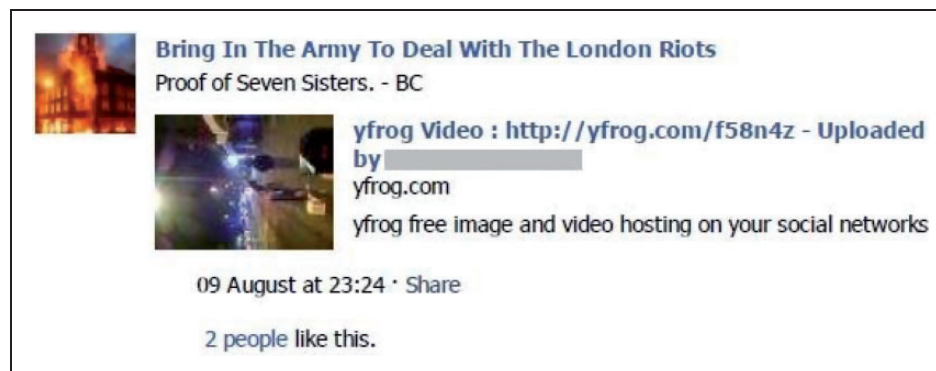 Bring In The Army To Deal With The London Riots
Proof of Seven Sisters. - BC
yfrog Video : http://yfrog.com/f58n4z - Uploaded
by
yfrog.com
yfrog free image and video hosting on your social networks
09 August at 23:24 · Share
2 people like this.